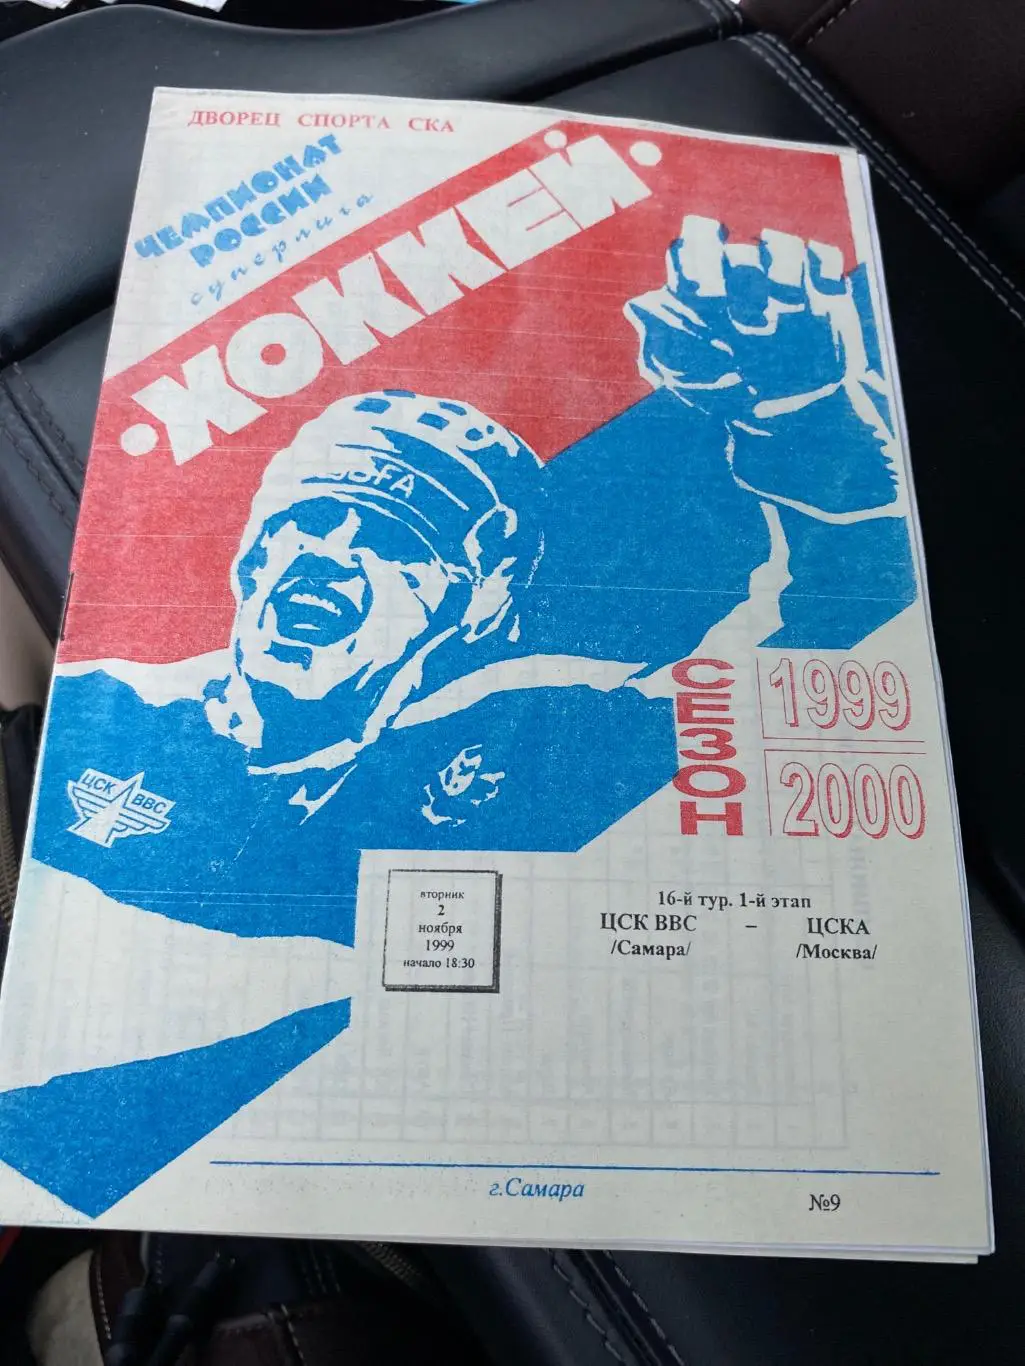 ДВОРЕЦ СПОРТА СКА
ЧЕМПИОНАТ
РОССИИ
суперлига
·ХОККЕЙ·
ЦСК ВВС
СЕЗОН
1999
2000
вторник
2
ноября
1999
начало 18:30
16-й тур. 1-й этап
ЦСК ВВС – ЦСКА
/Самара/ /Москва/
г.Самара
№9